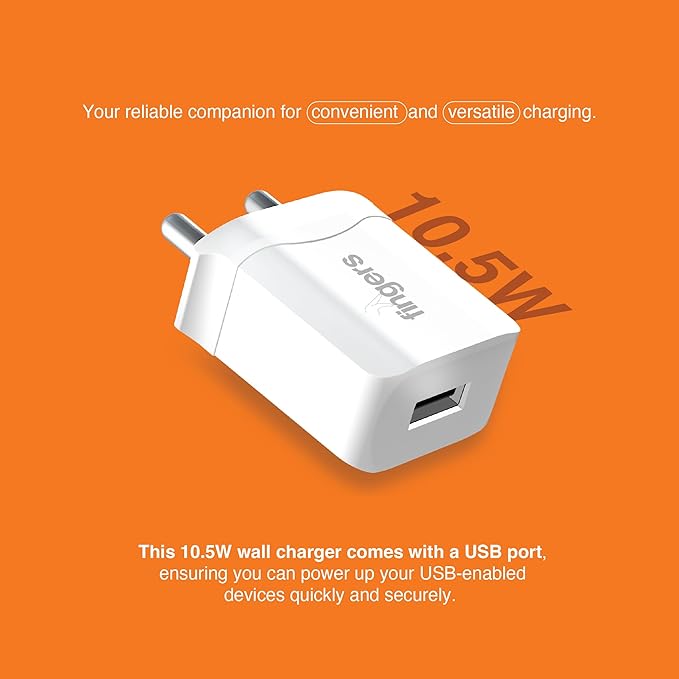 Your reliable companion for convenient and versatile charging.
10.5W
fingers
This 10.5W wall charger comes with a USB port,
ensuring you can power up your USB-enabled
devices quickly and securely.